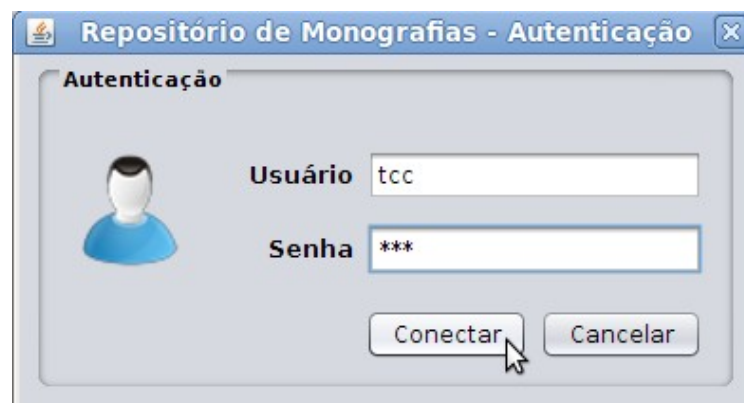 Repositório de Monografias - Autenticação
Autenticação
Usuário tcc
Senha ***
Conectar Cancelar